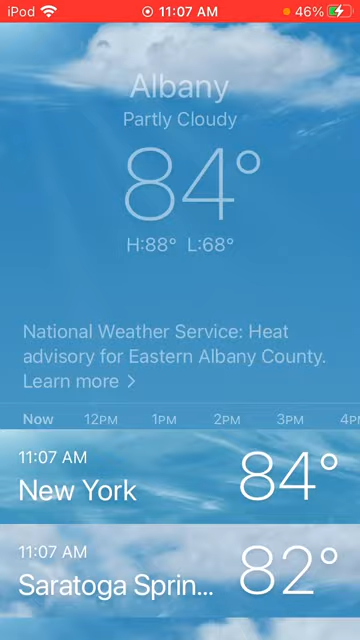 iPod 11:07 AM 46%
Albany
Partly Cloudy
84°
H:88° L:68°
National Weather Service: Heat
advisory for Eastern Albany County.
Learn more >
Now 12PM 1PM 2PM 3PM 4P
11:07 AM
New York 84°
11:07 AM
Saratoga Sprin... 82°